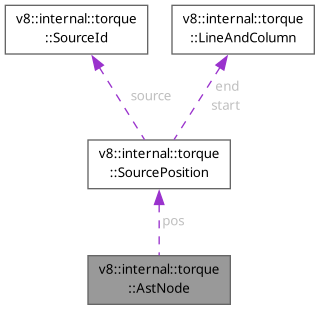 v8::internal::torque
::SourceId
v8::internal::torque
::LineAndColumn
source
end
start
v8::internal::torque
::SourcePosition
pos
v8::internal::torque
::AstNode